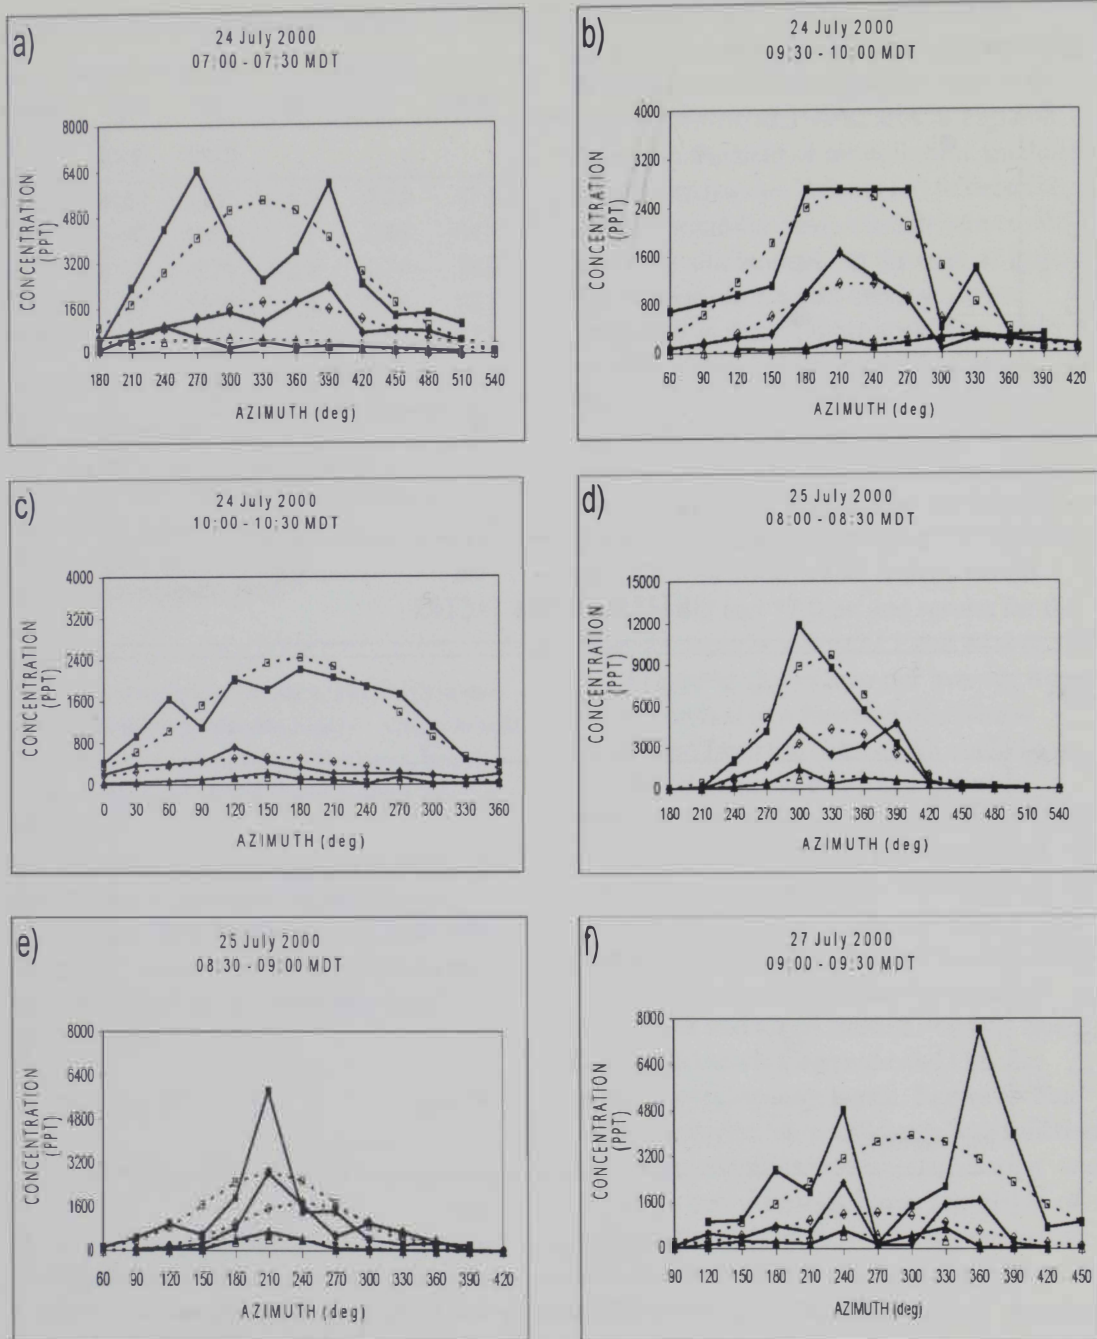 a)
24 July 2000
07:00 - 07:30 MDT
CONCENTRATION
(PPT)
8000
6400
4800
3200
1600
0
180 210 240 270 300 330 360 390 420 450 480 510 540
AZIMUTH (deg)
b)
24 July 2000
09:30 - 10:00 MDT
CONCENTRATION
(PPT)
4000
3200
2400
1600
800
0
60 90 120 150 180 210 240 270 300 330 360 390 420
AZIMUTH (deg)
c)
24 July 2000
10:00 - 10:30 MDT
CONCENTRATION
(PPT)
4000
3200
2400
1600
800
0
0 30 60 90 120 150 180 210 240 270 300 330 360
AZIMUTH (deg)
d)
25 July 2000
08:00 - 08:30 MDT
CONCENTRATION
(PPT)
15000
12000
9000
6000
3000
0
180 210 240 270 300 330 360 390 420 450 480 510 540
AZIMUTH (deg)
e)
25 July 2000
08:30 - 09:00 MDT
CONCENTRATION
(PPT)
8000
6400
4800
3200
1600
0
60 90 120 150 180 210 240 270 300 330 360 390 420
AZIMUTH (deg)
f)
27 July 2000
09:00 - 09:30 MDT
CONCENTRATION
(PPT)
8000
6400
4800
3200
1600
0
90 120 150 180 210 240 270 300 330 360 390 420 450
AZIMUTH (deg)